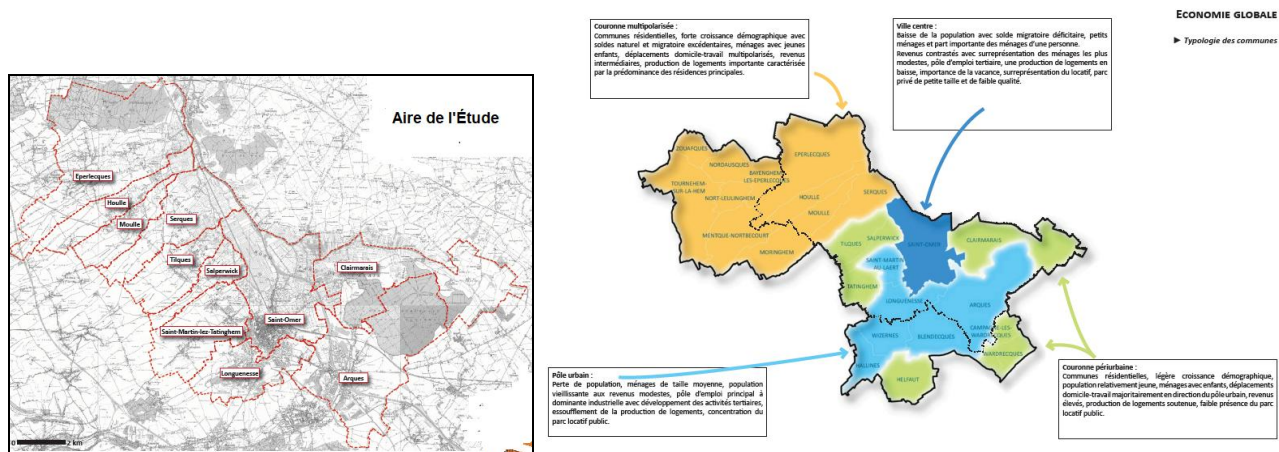 Aire de l'Étude
Eperlecques
Houlle
Moulle
Serques
Tilques
Salperwick
Clairmarais
Saint-Omer
Saint-Martin-lez-Tatinghem
Longuenesse
Arques
0 2 km
ECONOMIE GLOBALE
► Typologie des communes
Couronne multipolarisée :
Communes résidentielles, forte croissance démographique avec
soldes naturel et migratoire excédentaires, ménages avec jeunes
enfants, déplacements domicile-travail multipolarisés, revenus
intermédiaires, production de logements importante caractérisée
par la prédominance des résidences principales.
Ville centre :
Baisse de la population avec solde migratoire déficitaire, petits
ménages et part importante des ménages d'une personne.
Revenus contrastés avec surreprésentation des ménages les plus
modestes, pôle d'emploi tertiaire, une production de logements en
baisse, importance de la vacance, surreprésentation du locatif, parc
privé de petite taille et de faible qualité.
ZOUAFQUES
NORDAUSQUES
EPERLECQUES
BAYENGHEM
LES-EPERLECQUES
TOURNEHEM
SUR-LA-HEM
NORT-LEULINGHEM
SERQUES
HOULLE
MOULLE
MENTQUE-NORTBECOURT
MORINGHEM
TILQUES
SALPERWICK
SAINT-OMER
CLAIRMARAIS
SAINT-MARTIN
AU LAERT
TATINGHEM
LONGUENESSE
ARQUES
WIZERNES
BLENDECQUES
CAMPAGNE-LES-
WARDRECQUES
WARDRECQUES
HALLINES
HELFAUT
Pôle urbain :
Perte de population, ménages de taille moyenne, population
vieillissante aux revenus modestes, pôle d'emploi principal à
dominante industrielle avec développement des activités tertiaires,
essoufflement de la production de logements, concentration du
parc locatif public.
Couronne périurbaine :
Communes résidentielles, légère croissance démographique,
population relativement jeune, ménages avec enfants, déplacements
domicile-travail majoritairement en direction du pôle urbain, revenus
élevés, production de logements soutenue, faible présence du parc
locatif public.